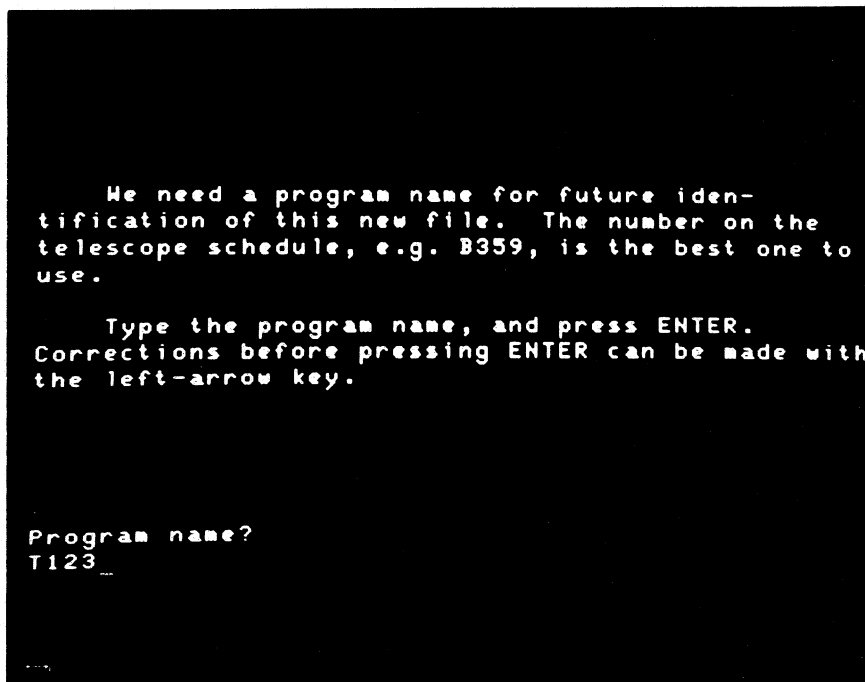 We need a program name for future iden-
tification of this new file. The number on the
telescope schedule, e.g. B359, is the best one to
use.
Type the program name, and press ENTER.
Corrections before pressing ENTER can be made with
the left-arrow key.
Program name?
T123_